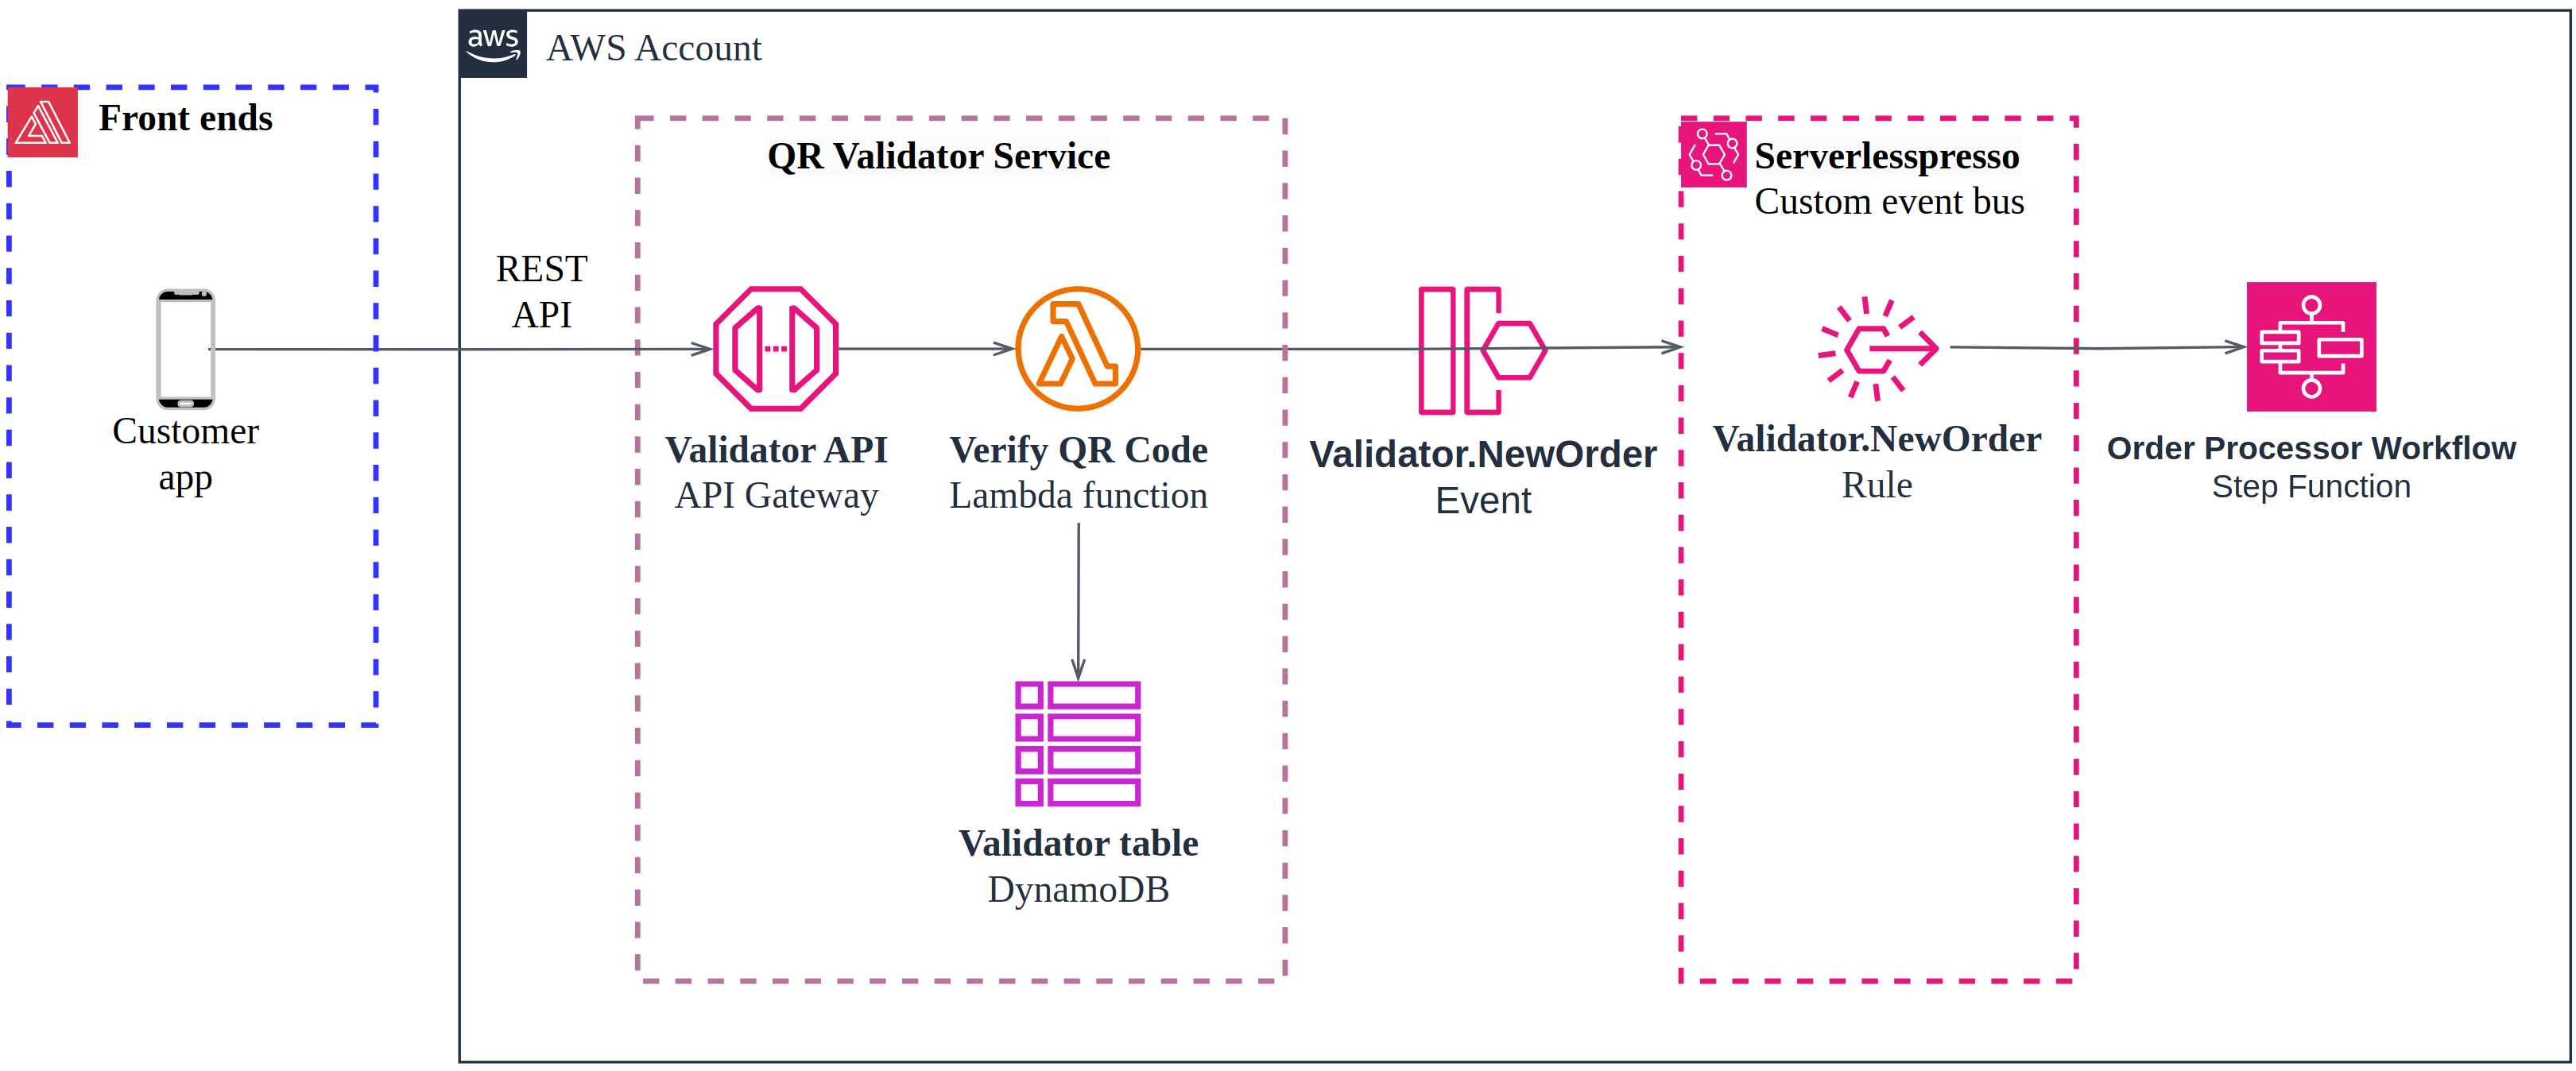 aws
AWS Account
Front ends
QR Validator Service
Serverlesspresso
Custom event bus
REST
API
Customer
app
Validator API
API Gateway
Verify QR Code
Lambda function
Validator.NewOrder
Event
Validator.NewOrder
Rule
Order Processor Workflow
Step Function
Validator table
DynamoDB